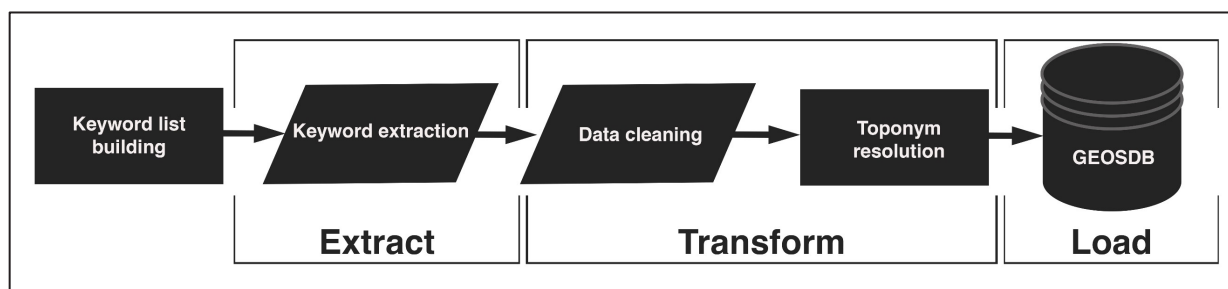 Keyword list
building
Keyword extraction
Data cleaning
Toponym
resolution
GEOSDB
Extract
Transform
Load